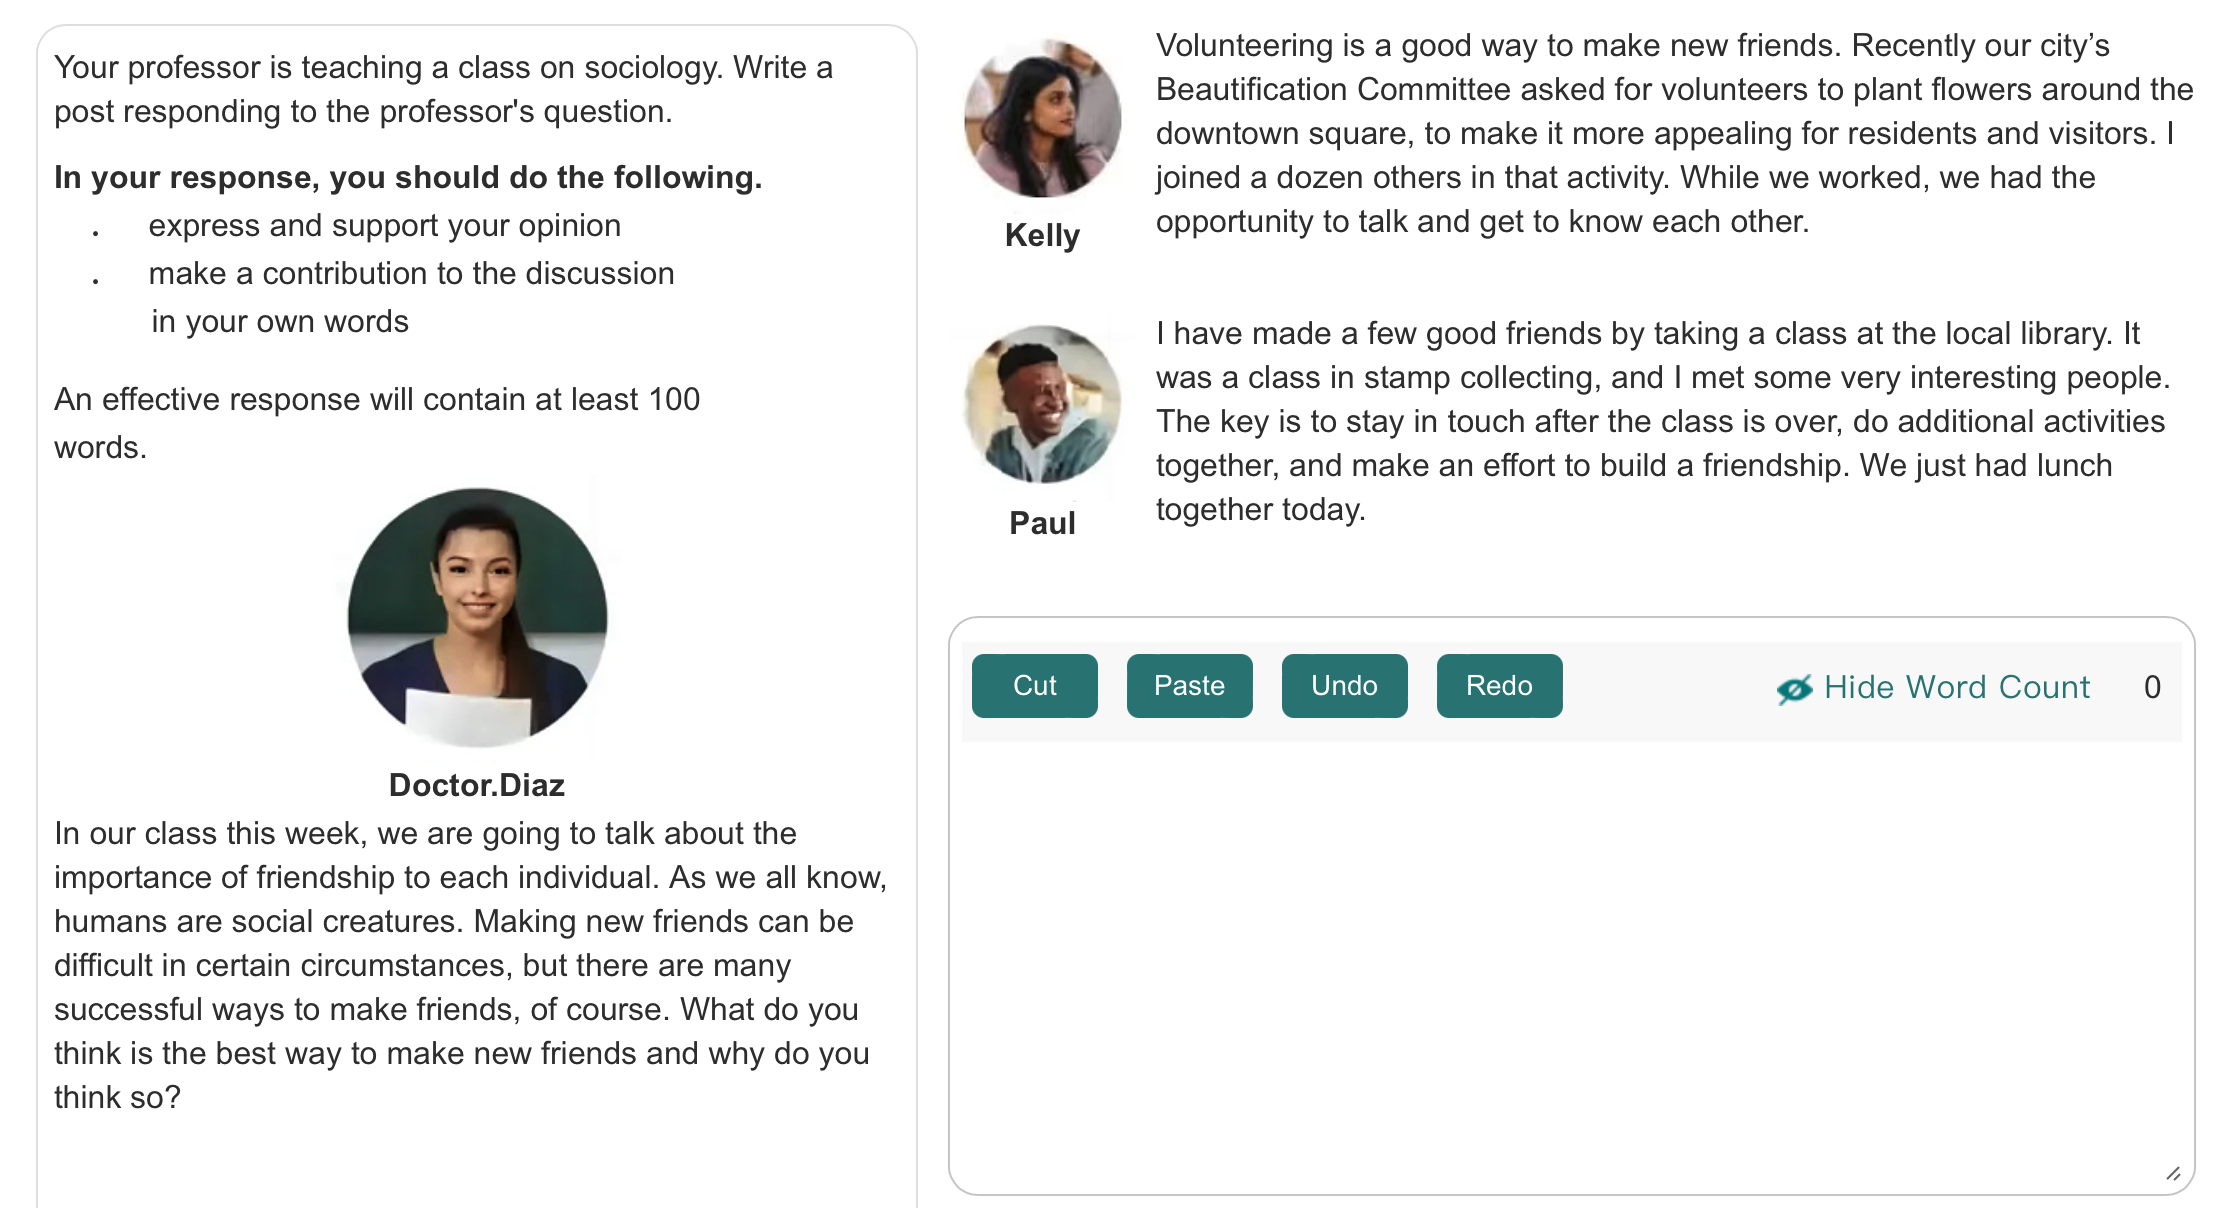 Your professor is teaching a class on sociology. Write a
post responding to the professor's question.
In your response, you should do the following.
. express and support your opinion
. make a contribution to the discussion
in your own words
An effective response will contain at least 100
words.
Doctor.Diaz
In our class this week, we are going to talk about the
importance of friendship to each individual. As we all know,
humans are social creatures. Making new friends can be
difficult in certain circumstances, but there are many
successful ways to make friends, of course. What do you
think is the best way to make new friends and why do you
think so?
Volunteering is a good way to make new friends. Recently our city’s
Beautification Committee asked for volunteers to plant flowers around the
downtown square, to make it more appealing for residents and visitors. I
joined a dozen others in that activity. While we worked, we had the
opportunity to talk and get to know each other.
Kelly
I have made a few good friends by taking a class at the local library. It
was a class in stamp collecting, and I met some very interesting people.
The key is to stay in touch after the class is over, do additional activities
together, and make an effort to build a friendship. We just had lunch
together today.
Paul
Cut Paste Undo Redo Hide Word Count 0